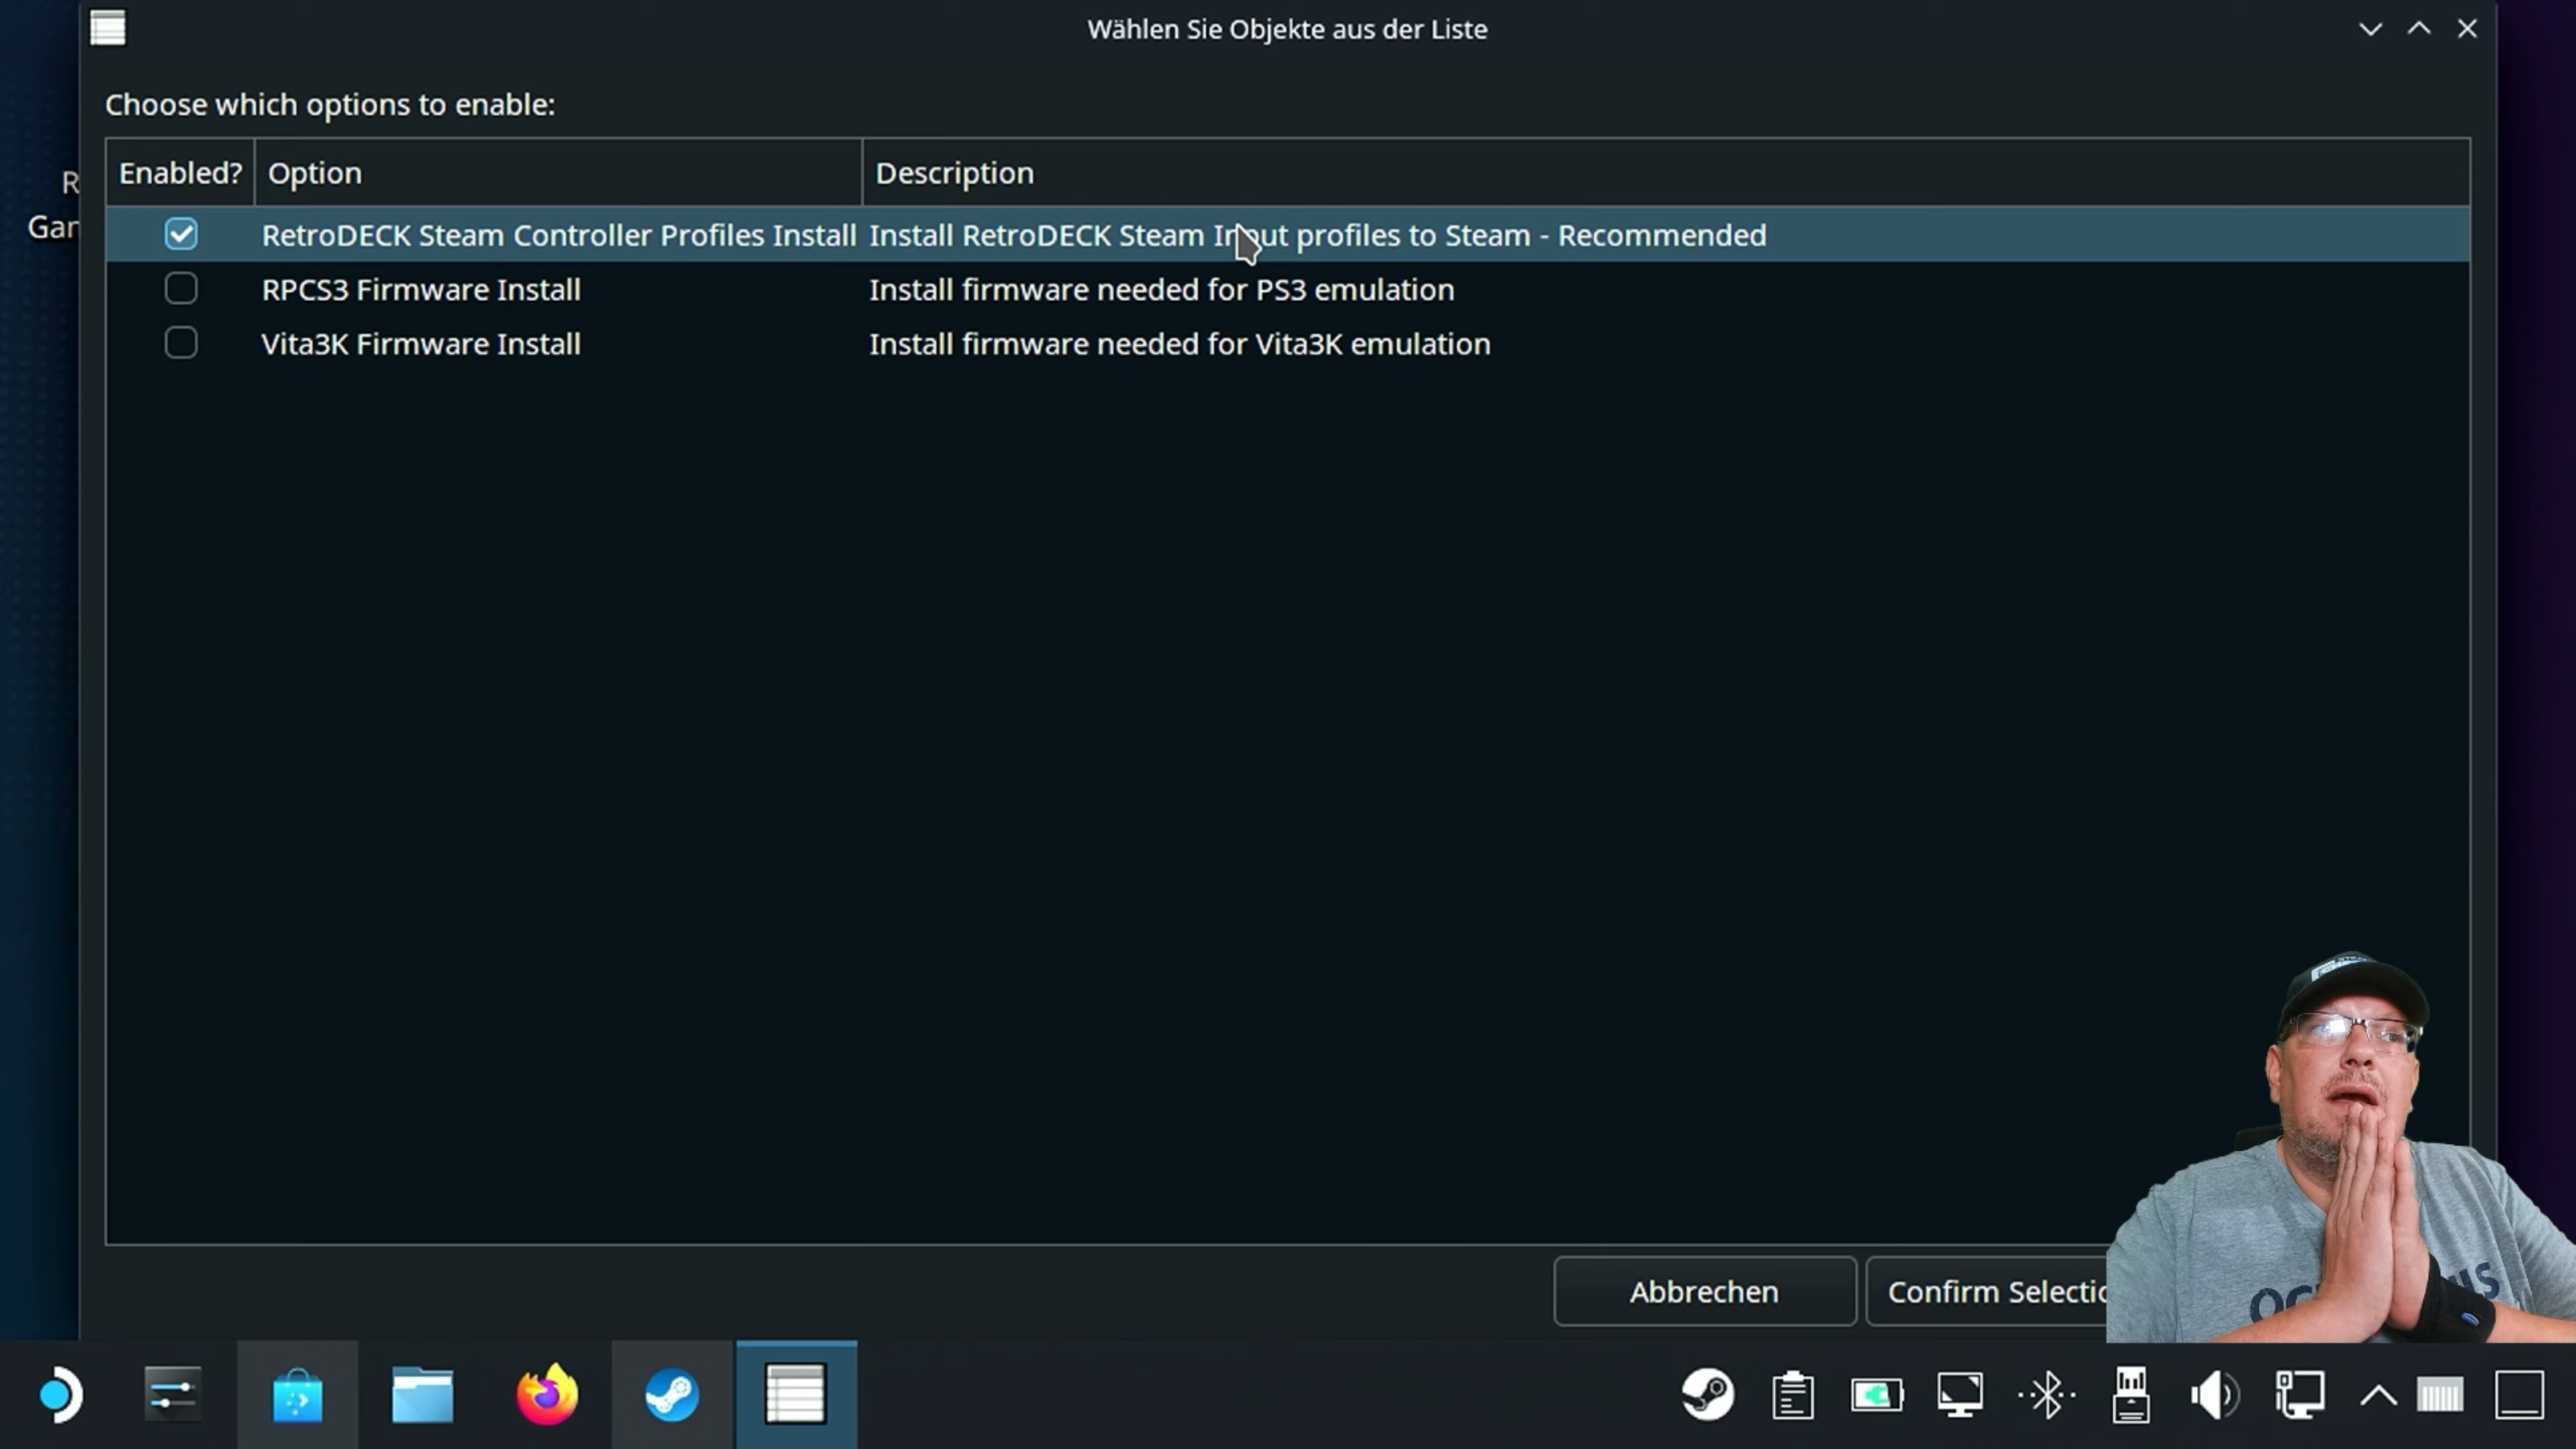 Wählen Sie Objekte aus der Liste
Choose which options to enable:
Enabled? Option Description
RetroDECK Steam Controller Profiles Install Install RetroDECK Steam Input profiles to Steam - Recommended
RPCS3 Firmware Install Install firmware needed for PS3 emulation
Vita3K Firmware Install Install firmware needed for Vita3K emulation
R
Gar
Abbrechen Confirm Selectio